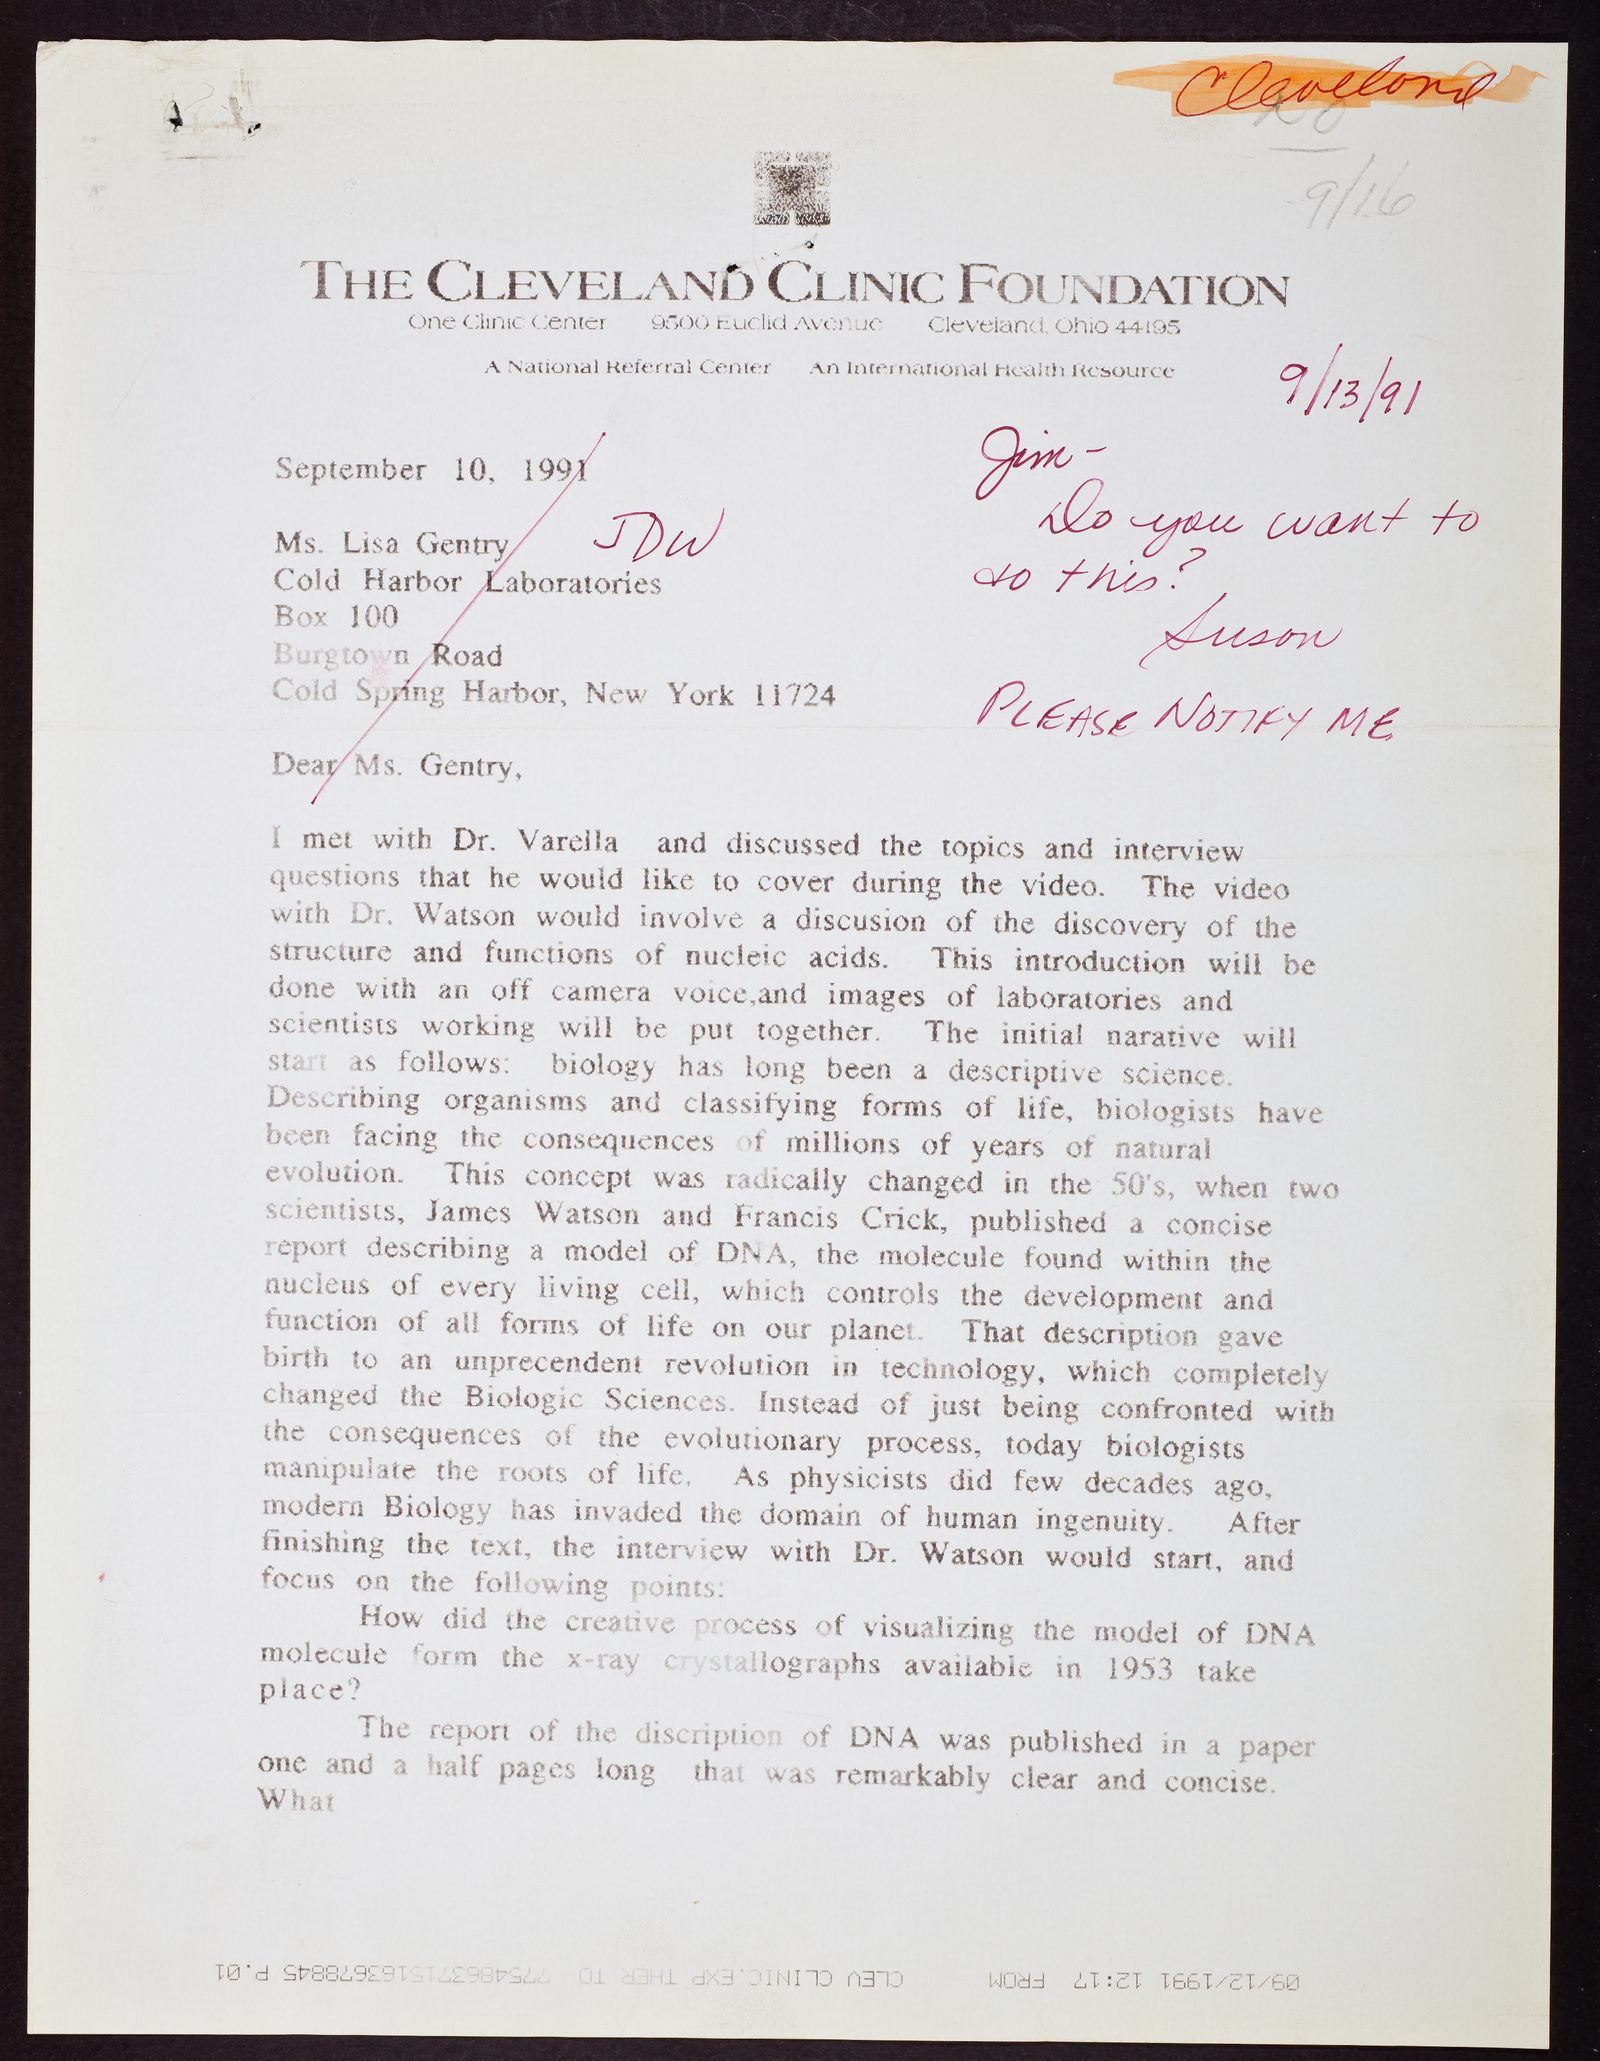 Cleveland
9/16
THE CLEVELAND CLINIC FOUNDATION
One Clinic Center 9500 Euclid Avenue Cleveland, Ohio 44195
A National Referral Center An International Health Resource
9/13/91
Jim-
Do you want to
do this?
Susan
PLEASE NOTIFY ME
September 10, 1991
JDW
Ms. Lisa Gentry
Cold Harbor Laboratories
Box 100
Burgtown Road
Cold Spring Harbor, New York 11724
Dear Ms. Gentry,
I met with Dr. Varella and discussed the topics and interview
questions that he would like to cover during the video. The video
with Dr. Watson would involve a discusion of the discovery of the
structure and functions of nucleic acids. This introduction will be
done with an off camera voice,and images of laboratories and
scientists working will be put together. The initial narative will
start as follows: biology has long been a descriptive science.
Describing organisms and classifying forms of life, biologists have
been facing the consequences of millions of years of natural
evolution. This concept was radically changed in the 50's, when two
scientists, James Watson and Francis Crick, published a concise
report describing a model of DNA, the molecule found within the
nucleus of every living cell, which controls the development and
function of all forms of life on our planet. That description gave
birth to an unprecendent revolution in technology, which completely
changed the Biologic Sciences. Instead of just being confronted with
the consequences of the evolutionary process, today biologists
manipulate the roots of life. As physicists did few decades ago,
modern Biology has invaded the domain of human ingenuity. After
finishing the text, the interview with Dr. Watson would start, and
focus on the following points:
How did the creative process of visualizing the model of DNA
molecule form the x-ray crystallographs available in 1953 take
place?
The report of the discription of DNA was published in a paper
one and a half pages long that was remarkably clear and concise.
What
09/12/1991 12:17 FROM CLEV CLINIC.EXP THER TO P.01